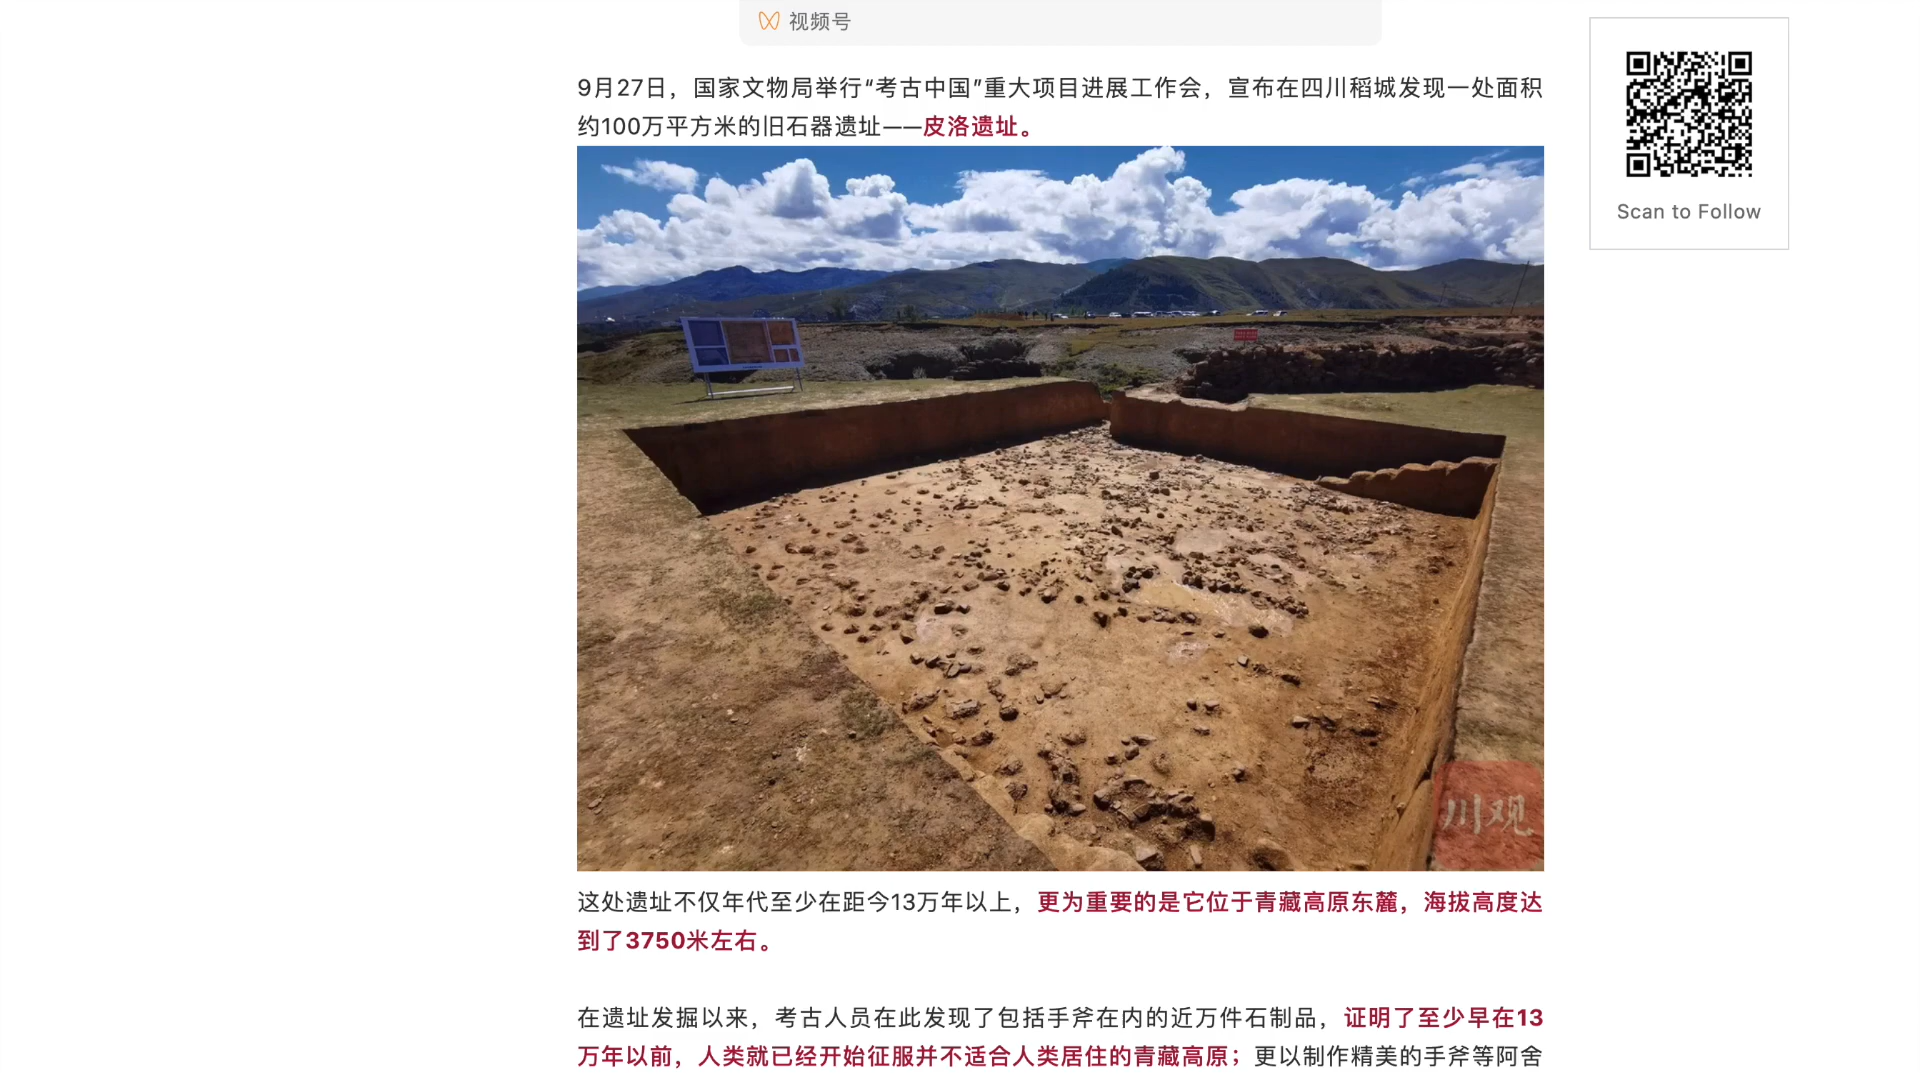 视频号
9月27日，国家文物局举行“考古中国”重大项目进展工作会，宣布在四川稻城发现一处面积
约100万平方米的旧石器遗址——皮洛遗址。
Scan to Follow
川观
这处遗址不仅年代至少在距今13万年以上，更为重要的是它位于青藏高原东麓，海拔高度达
到了3750米左右。
在遗址发掘以来，考古人员在此发现了包括手斧在内的近万件石制品，证明了至少早在13
万年以前，人类就已经开始征服并不适合人类居住的青藏高原；更以制作精美的手斧等阿舍